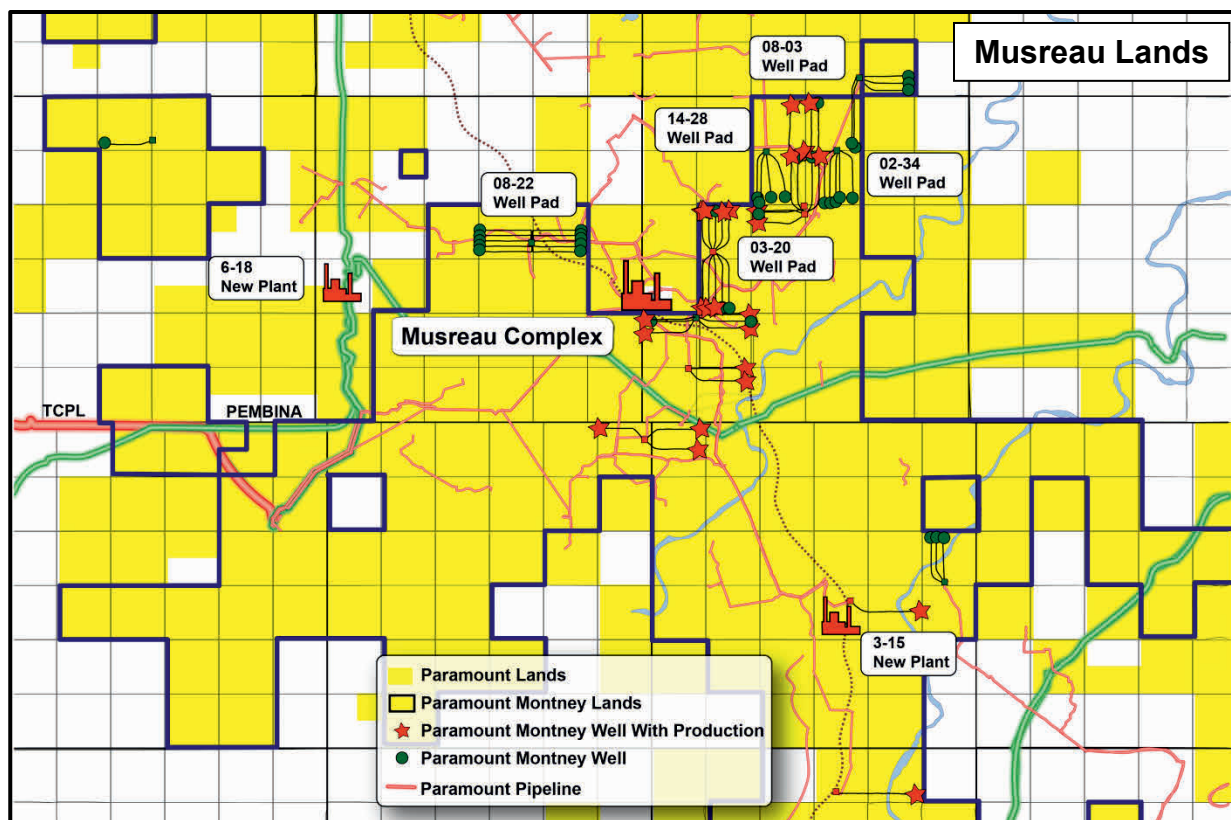 Musreau Lands
08-03
Well Pad
14-28
Well Pad
02-34
Well Pad
08-22
Well Pad
03-20
Well Pad
6-18
New Plant
Musreau Complex
TCPL
PEMBINA
3-15
New Plant
Paramount Lands
Paramount Montney Lands
Paramount Montney Well With Production
Paramount Montney Well
Paramount Pipeline